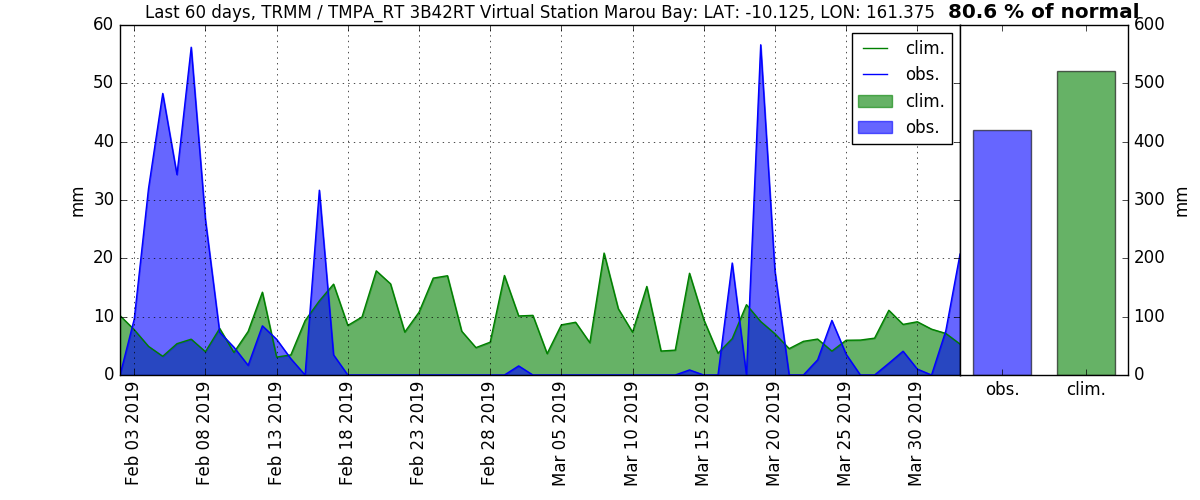 Last 60 days, TRMM / TMPA_RT 3B42RT Virtual Station Marou Bay: LAT: -10.125, LON: 161.375 80.6 % of normal
60
50
40
30
20
10
0
mm
clim.
obs.
clim.
obs.
600
500
400
300
200
100
0
mm
obs. clim.
Feb 03 2019
Feb 08 2019
Feb 13 2019
Feb 18 2019
Feb 23 2019
Feb 28 2019
Mar 05 2019
Mar 10 2019
Mar 15 2019
Mar 20 2019
Mar 25 2019
Mar 30 2019